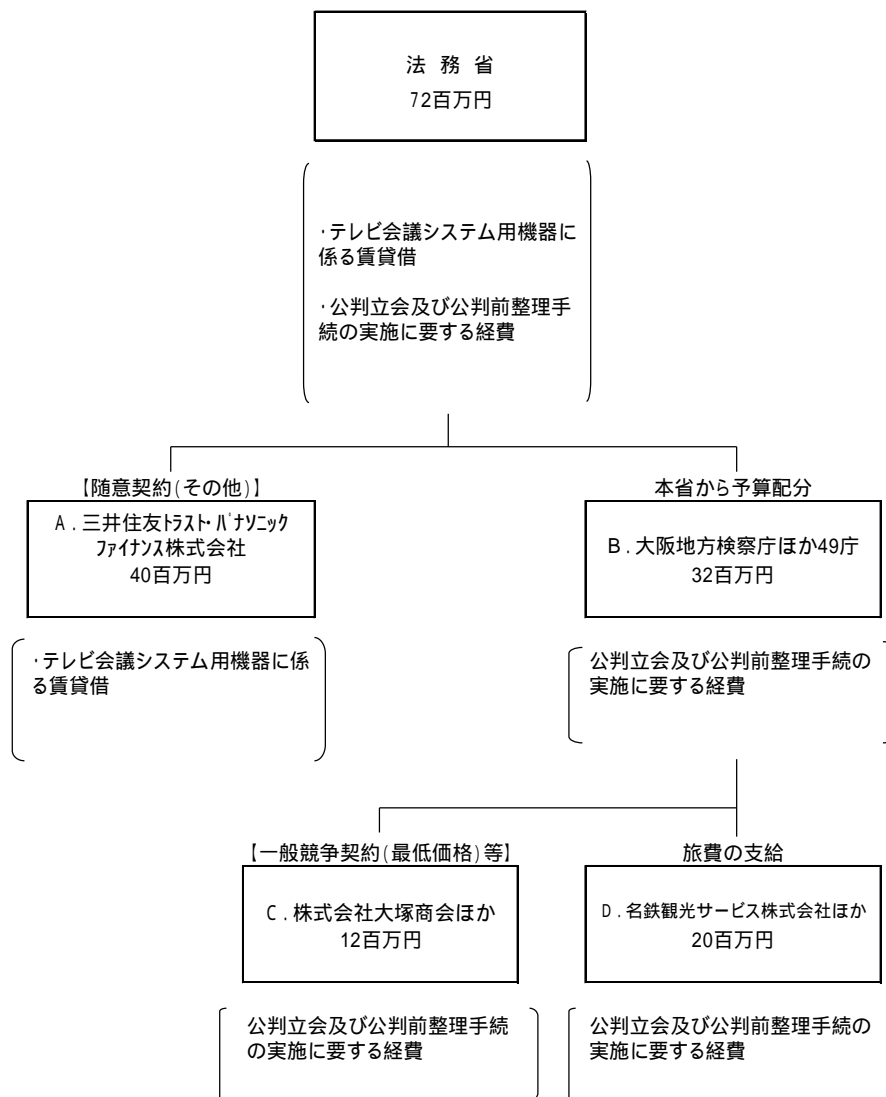 法 務 省
72百万円
・テレビ会議システム用機器に
係る賃貸借
・公判立会及び公判前整理手
続の実施に要する経費
【随意契約(その他)】
A．三井住友ﾄﾗｽﾄ・ﾊﾟﾅｿﾆｯｸ
ﾌｧｲﾅﾝｽ株式会社
40百万円
・テレビ会議システム用機器に係
る賃貸借
本省から予算配分
B．大阪地方検察庁ほか49庁
32百万円
公判立会及び公判前整理手続の
実施に要する経費
【一般競争契約(最低価格)等】
C．株式会社大塚商会ほか
12百万円
公判立会及び公判前整理手続
の実施に要する経費
旅費の支給
D．名鉄観光サービス株式会社ほか
20百万円
公判立会及び公判前整理手続の
実施に要する経費